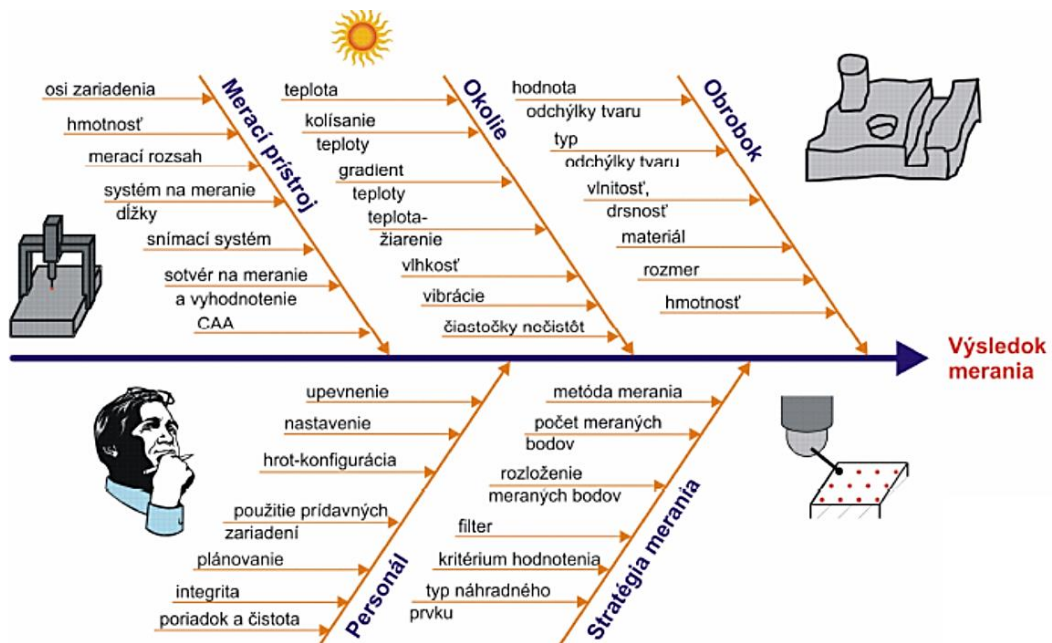 Merací prístroj
osi zariadenia
hmotnosť
merací rozsah
systém na meranie
dĺžky
snímací systém
sotvér na meranie
a vyhodnotenie
CAA
Okolie
teplota
kolísanie
teploty
gradient
teploty
teplota-
žiarenie
vlhkosť
vibrácie
čiastočky nečistôt
Obrobok
hodnota
odchýlky tvaru
typ
odchýlky tvaru
vlnitosť,
drsnosť
materiál
rozmer
hmotnosť
Výsledok
merania
Personál
upevnenie
nastavenie
hrot-konfigurácia
použitie prídavných
zariadení
plánovanie
integrita
poriadok a čistota
Stratégia merania
metóda merania
počet meraných
bodov
rozloženie
meraných bodov
filter
kritérium hodnotenia
typ náhradného
prvku